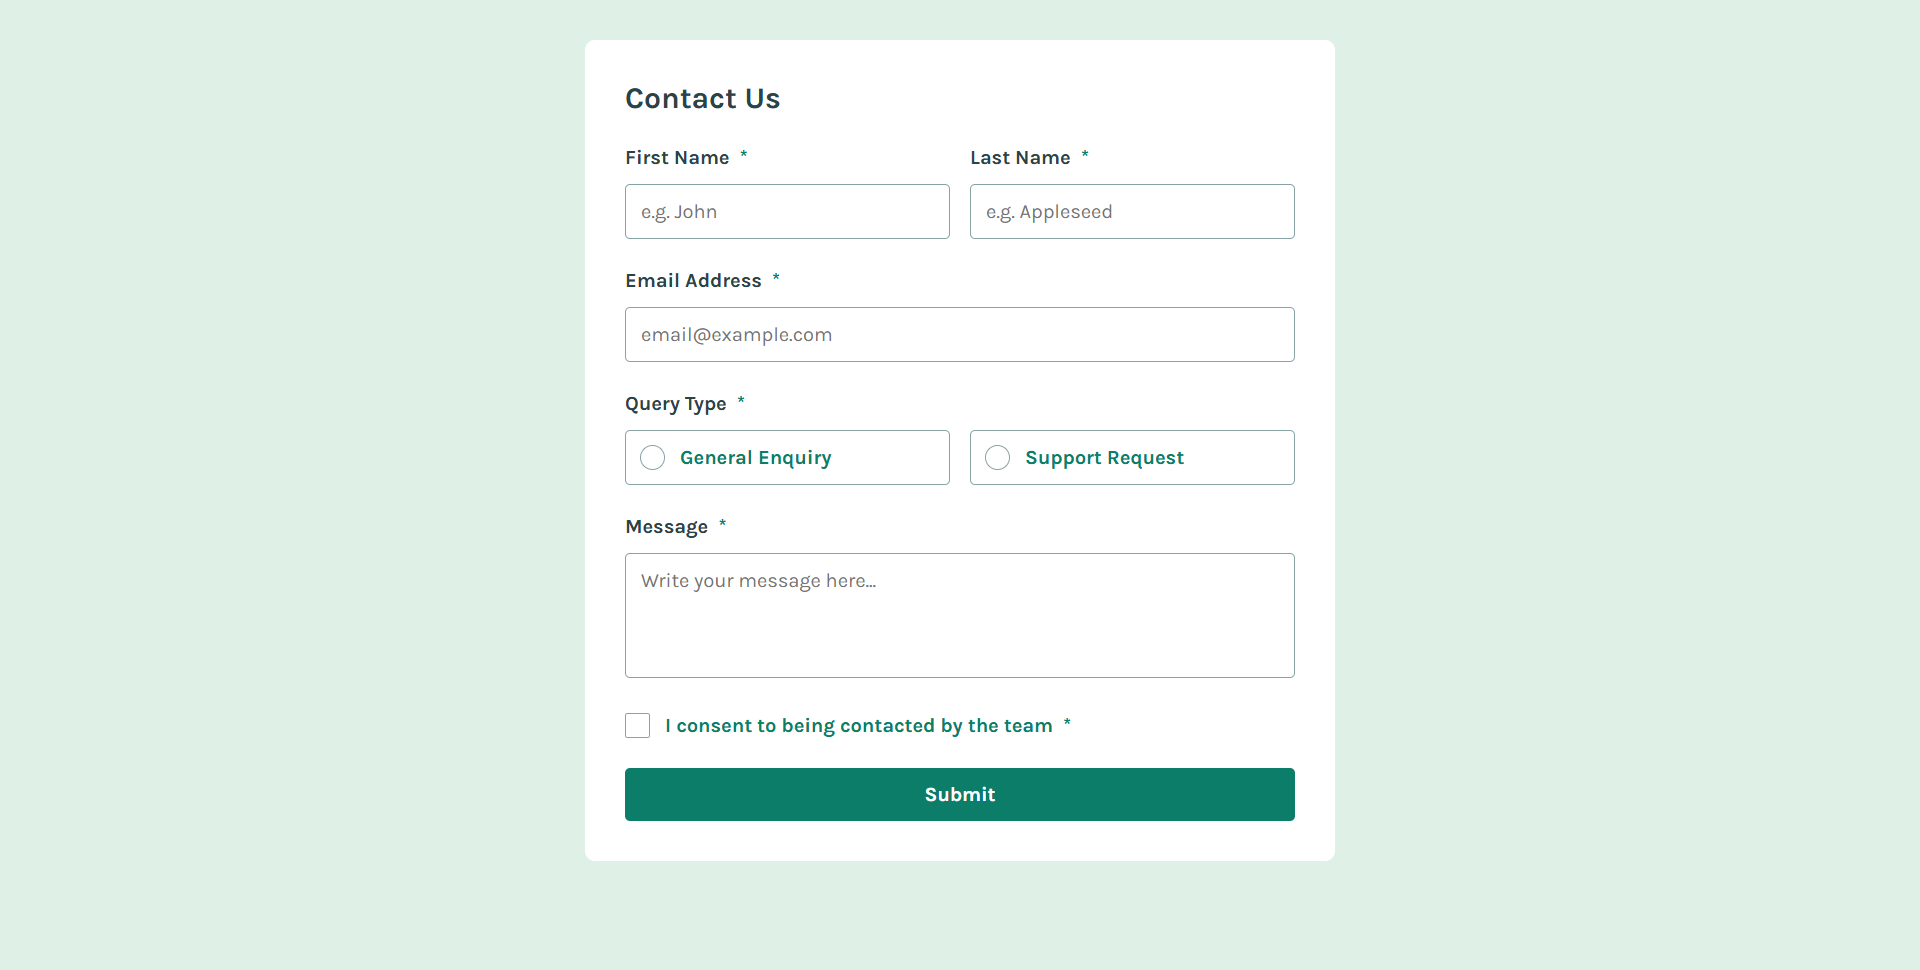 Contact Us
First Name *
Last Name *
e.g. John
e.g. Appleseed
Email Address *
email@example.com
Query Type *
General Enquiry
Support Request
Message *
Write your message here...
I consent to being contacted by the team *
Submit